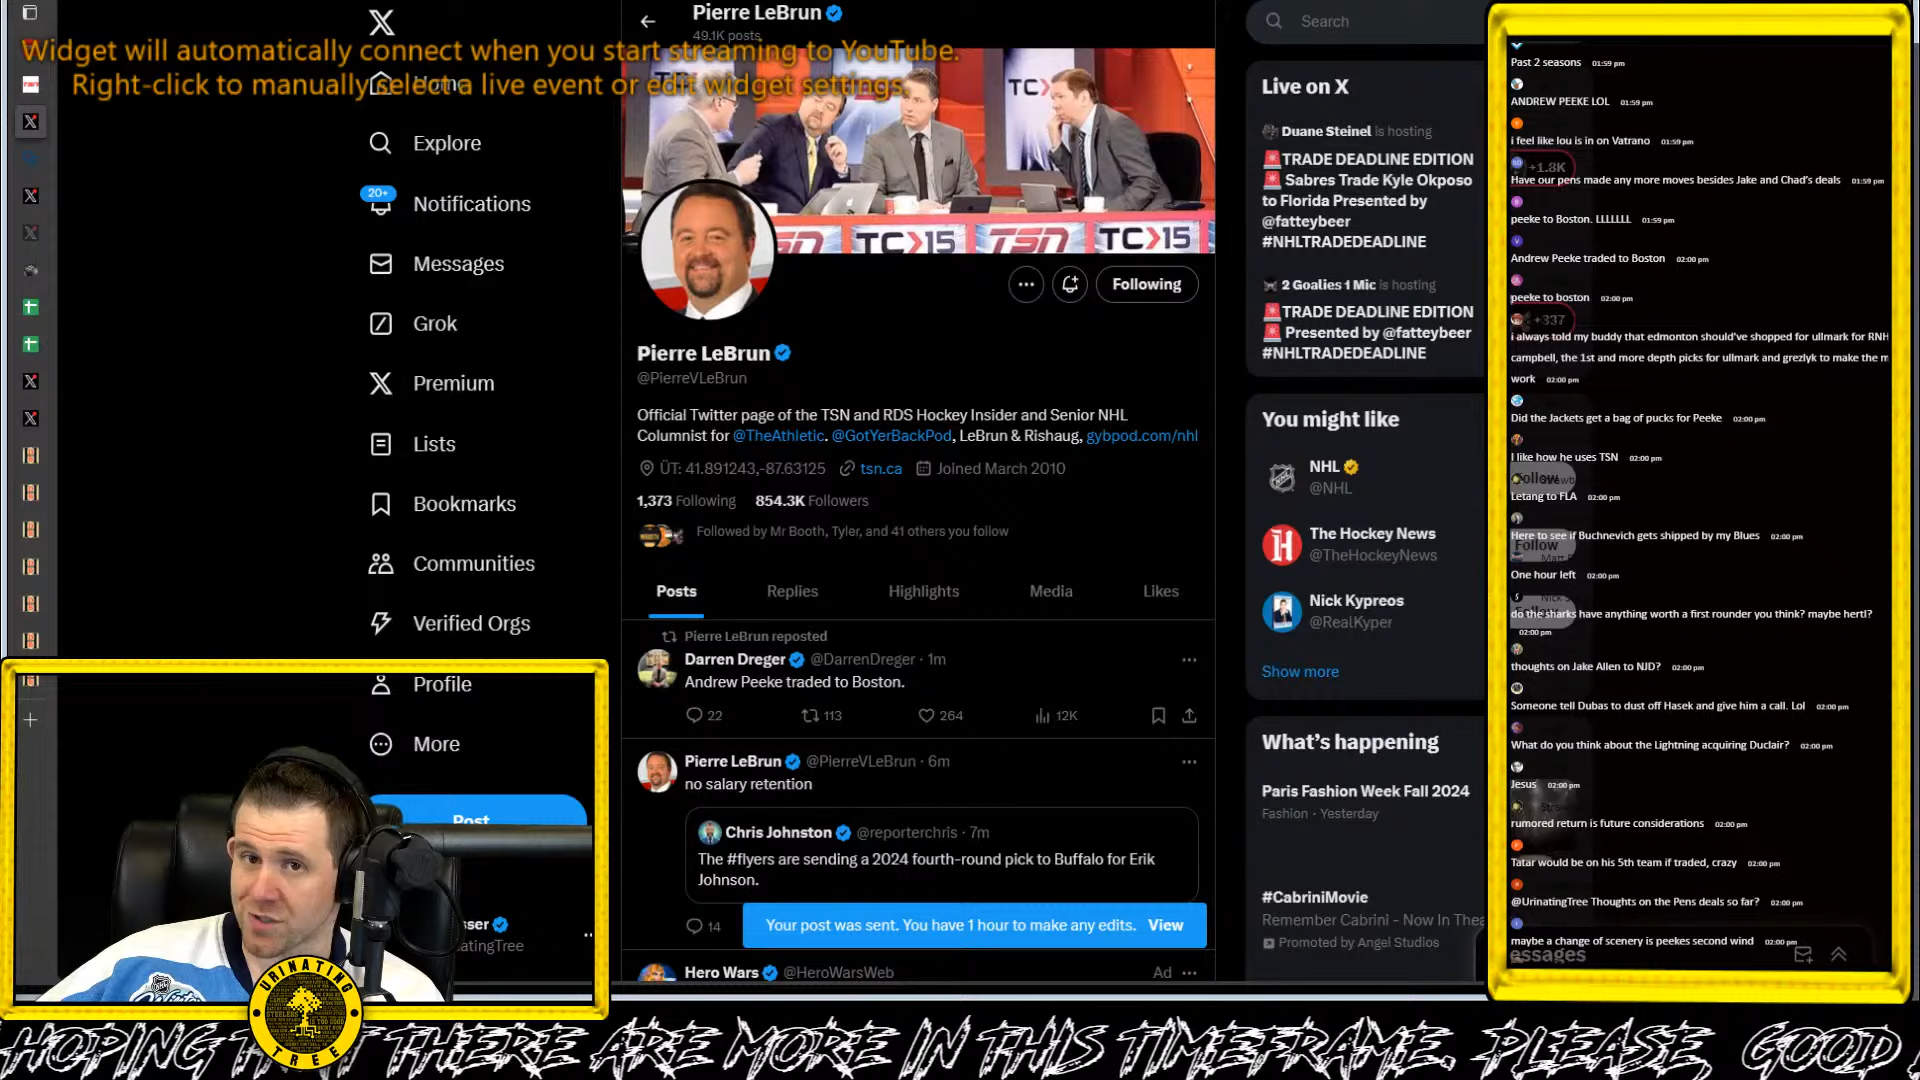 Widget will automatically connect when you start streaming to YouTube.
Right-click to manually select a live event or edit widget settings.
Home
Explore
20+
Notifications
Messages
Grok
Premium
Lists
Bookmarks
Communities
Verified Orgs
Profile
More
Post
Pierre LeBrun
49.1K posts
TC
TSN
TC>15
TSN
TC>15
Following
Pierre LeBrun
@PierreVLeBrun
Official Twitter page of the TSN and RDS Hockey Insider and Senior NHL
Columnist for @TheAthletic. @GotYerBackPod, LeBrun & Rishaug, gybpod.com/nhl
ÜT: 41.891243,-87.63125 tsn.ca Joined March 2010
1,373 Following 854.3K Followers
Followed by Mr Booth, Tyler, and 41 others you follow
Posts Replies Highlights Media Likes
Pierre LeBrun reposted
Darren Dreger @DarrenDreger · 1m
Andrew Peeke traded to Boston.
22 113 264 12K
Pierre LeBrun @PierreVLeBrun · 6m
no salary retention
Chris Johnston @reporterchris · 7m
The #flyers are sending a 2024 fourth-round pick to Buffalo for Erik
Johnson.
14
Your post was sent. You have 1 hour to make any edits. View
Hero Wars @HeroWarsWeb Ad
Search
Live on X
Duane Steinel is hosting
TRADE DEADLINE EDITION
Sabres Trade Kyle Okposo
to Florida Presented by
@fatteybeer
#NHLTRADEDEADLINE
2 Goalies 1 Mic is hosting
TRADE DEADLINE EDITION
Presented by @fatteybeer
#NHLTRADEDEADLINE
You might like
NHL
@NHL
The Hockey News
@TheHockeyNews
Nick Kypreos
@RealKyper
Show more
What's happening
Paris Fashion Week Fall 2024
Fashion · Yesterday
#CabriniMovie
Remember Cabrini - Now In Thea
Promoted by Angel Studios
Past 2 seasons 01:59 pm
ANDREW PEEKE LOL 01:59 pm
i feel like lou is in on Vatrano 01:59 pm
+1.8K
Have our pens made any more moves besides Jake and Chad's deals 01:59 pm
peeke to Boston. LLLLLLL 01:59 pm
Andrew Peeke traded to Boston 02:00 pm
peeke to boston 02:00 pm
+337
i always told my buddy that edmonton should've shopped for ullmark for RNH
campbell, the 1st and more depth picks for ullmark and grezlyk to make the m
work 02:00 pm
Did the Jackets get a bag of pucks for Peeke 02:00 pm
I like how he uses TSN 02:00 pm
Follow
Letang to FLA 02:00 pm
Here to see if Buchnevich gets shipped by my Blues 02:00 pm
Follow
One hour left 02:00 pm
do the sharks have anything worth a first rounder you think? maybe hertl?
02:00 pm
thoughts on Jake Allen to NJD? 02:00 pm
Someone tell Dubas to dust off Hasek and give him a call. Lol 02:00 pm
What do you think about the Lightning acquiring Duclair? 02:00 pm
Jesus 02:00 pm
rumored return is future considerations 02:00 pm
Tatar would be on his 5th team if traded, crazy 02:00 pm
@UrinatingTree Thoughts on the Pens deals so far? 02:00 pm
maybe a change of scenery is peekes second wind 02:00 pm
essages
sser
natingTree
URINATING
TREE
HOPING THAT THERE ARE MORE IN THIS TIMEFRAME. PLEASE, GOOD